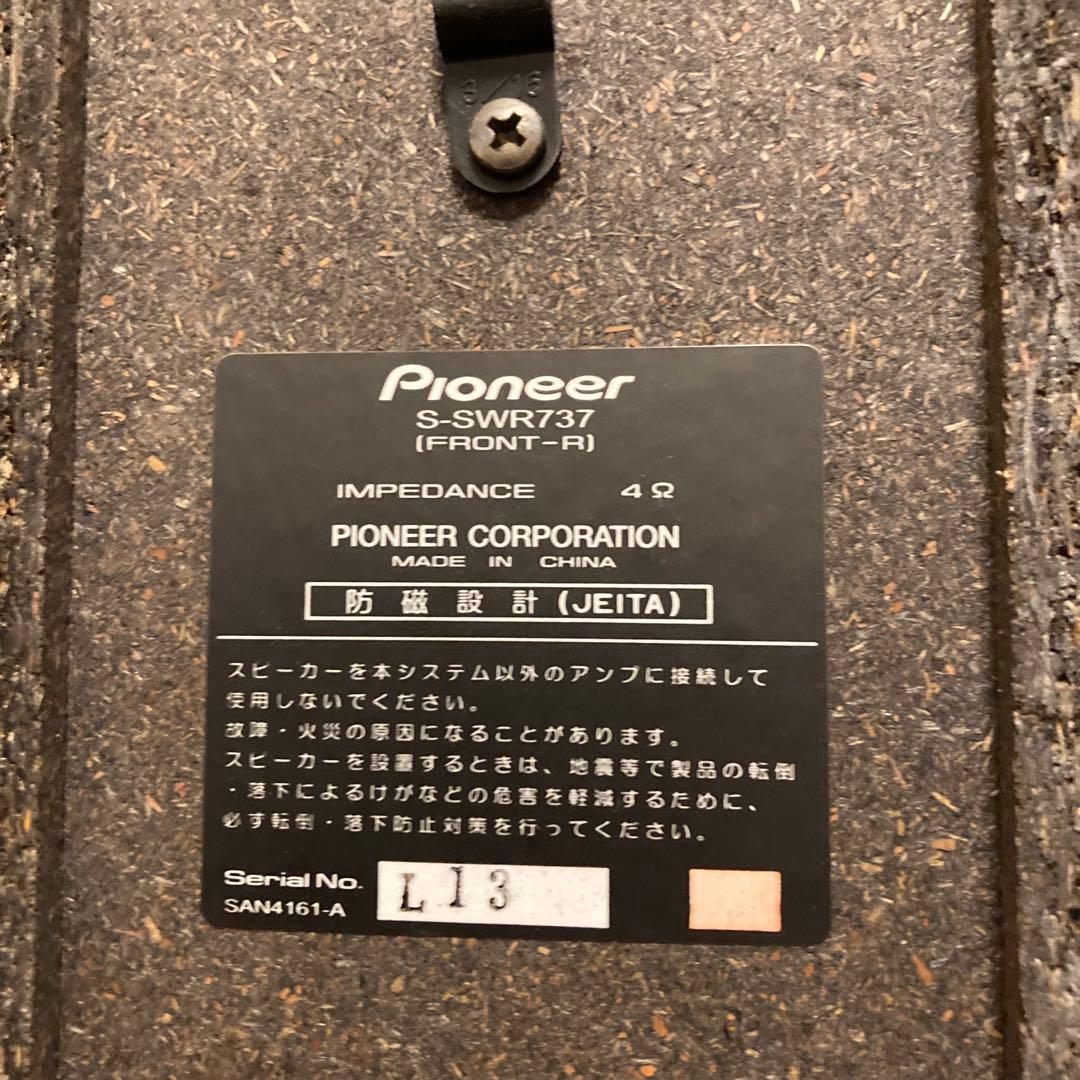 3/16
Pioneer
S-SWR737
(FRONT-R)
IMPEDANCE 4Ω
PIONEER CORPORATION
MADE IN CHINA
防磁設計(JEITA)
スピーカーを本システム以外のアンプに接続して
使用しないでください。
故障・火災の原因になることがあります。
スピーカーを設置するときは、地震等で製品の転倒
・落下によるけがなどの危害を軽減するために、
必ず転倒・落下防止対策を行ってください。
Serial No. L13
SAN4161-A